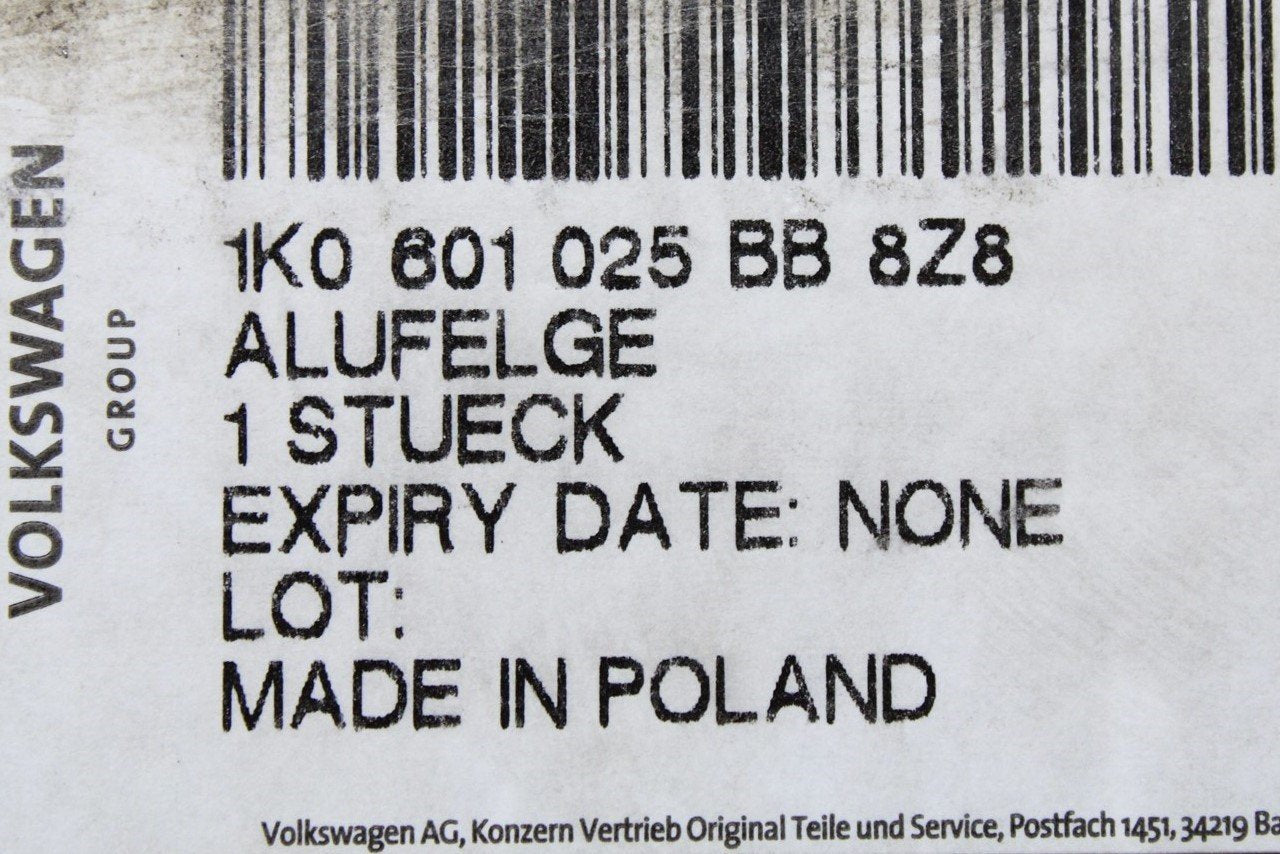 VOLKSWAGEN
GROUP
1K0 601 025 BB 8Z8
ALUFELGE
1 STUECK
EXPIRY DATE: NONE
LOT:
MADE IN POLAND
Volkswagen AG, Konzern Vertrieb Original Teile und Service, Postfach 1451, 34219 Ba